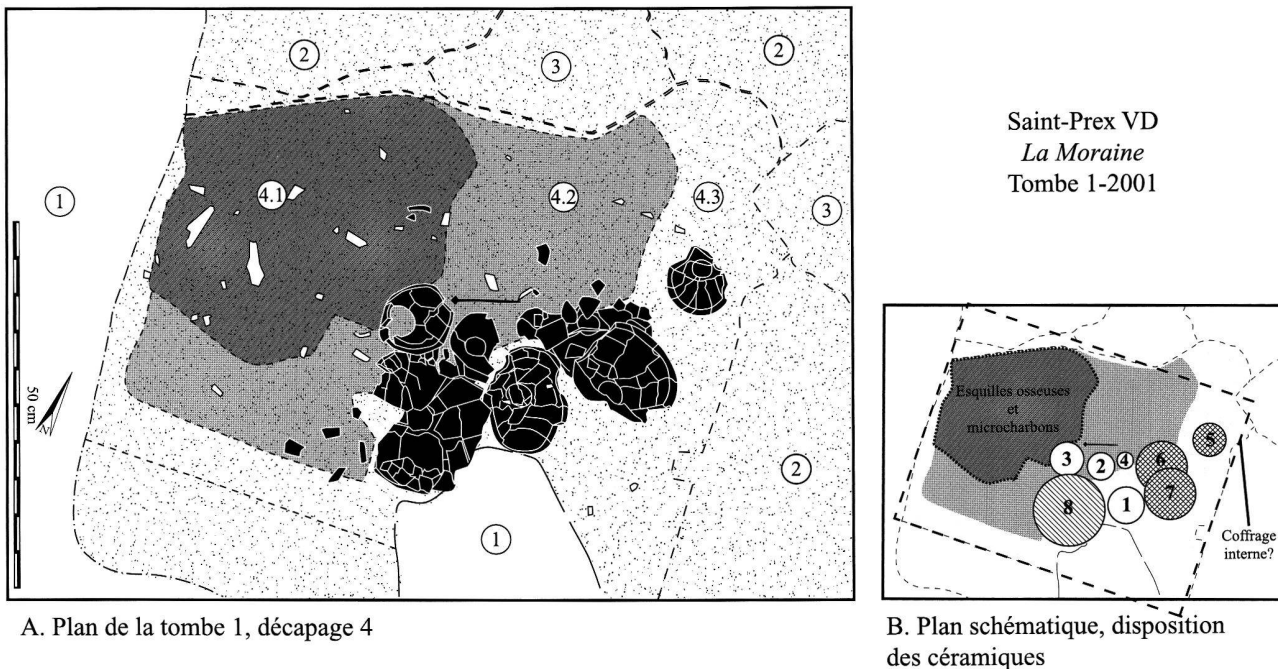 2
3
2
1
4.1
4.2
4.3
3
50 cm
N
2
1
A. Plan de la tombe 1, décapage 4
Saint-Prex VD
La Moraine
Tombe 1-2001
Esquilles osseuses
et
microcharbons
5
3
2
4
6
7
8
1
Coffrage
interne?
B. Plan schématique, disposition
des céramiques